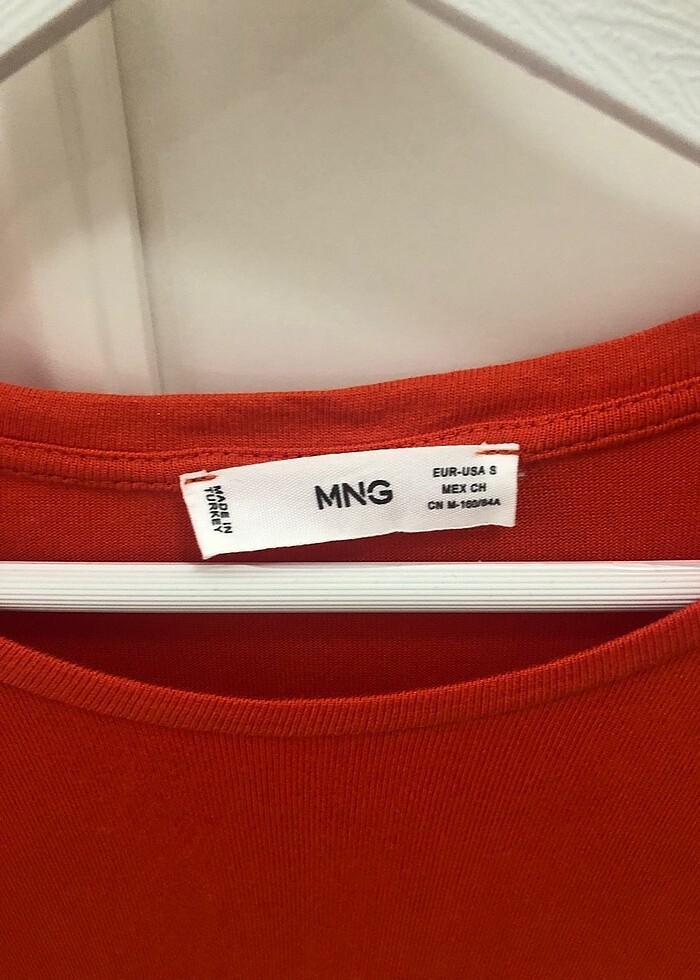 MADE IN
TURKEY
MNG
EUR-USA S
MEX CH
CN M-160/84A